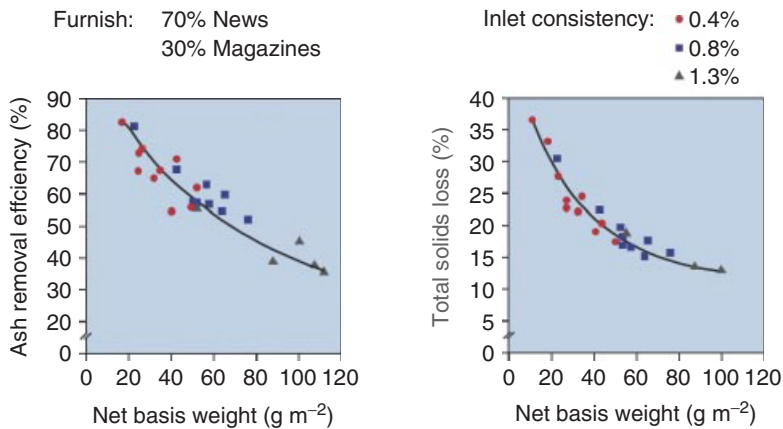 Furnish: 70% News
30% Magazines
Inlet consistency: 0.4%
0.8%
1.3%
Ash removal effciency (%)
90
80
70
60
50
40
30
20
0
0 20 40 60 80 100 120
Net basis weight (g m−2)
Total solids loss (%)
40
35
30
25
20
15
10
5
0
0 20 40 60 80 100 120
Net basis weight (g m−2)